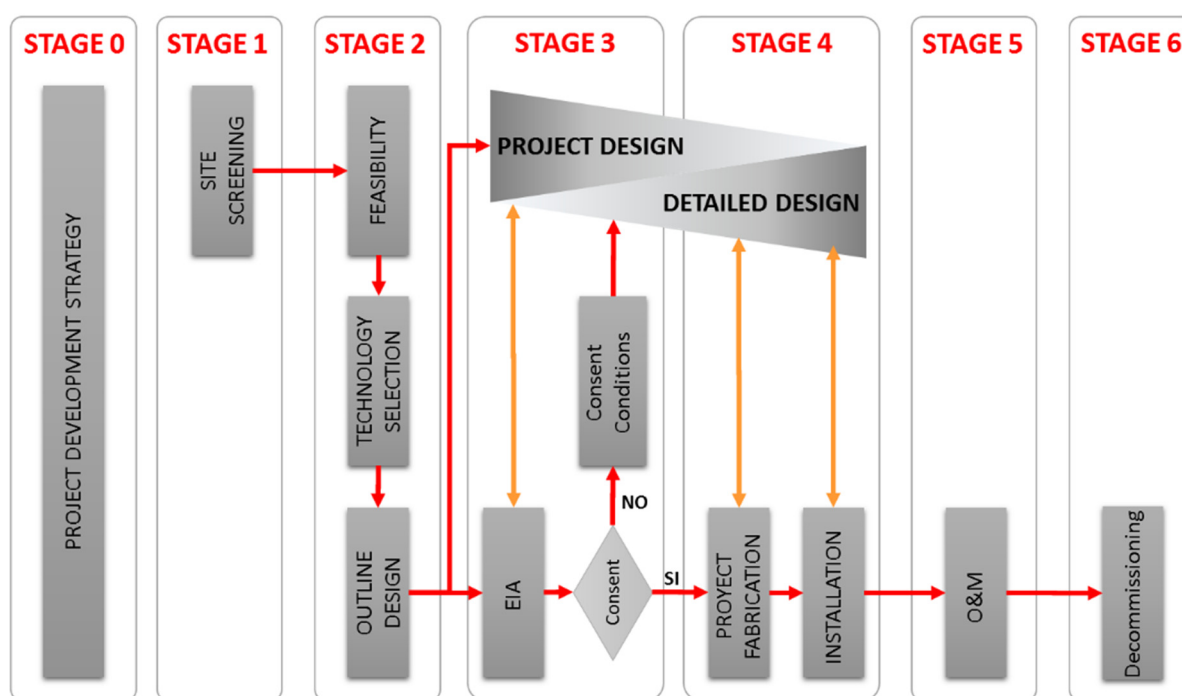 STAGE 0
PROJECT DEVELOPMENT STRATEGY
STAGE 1
SITE
SCREENING
STAGE 2
FEASIBILITY
TECHNOLOGY
SELECTION
OUTLINE
DESIGN
STAGE 3
PROJECT DESIGN
Consent
Conditions
NO
EIA
Consent
SI
STAGE 4
DETAILED DESIGN
PROYECT
FABRICATION
INSTALLATION
STAGE 5
O&M
STAGE 6
Decommissioning